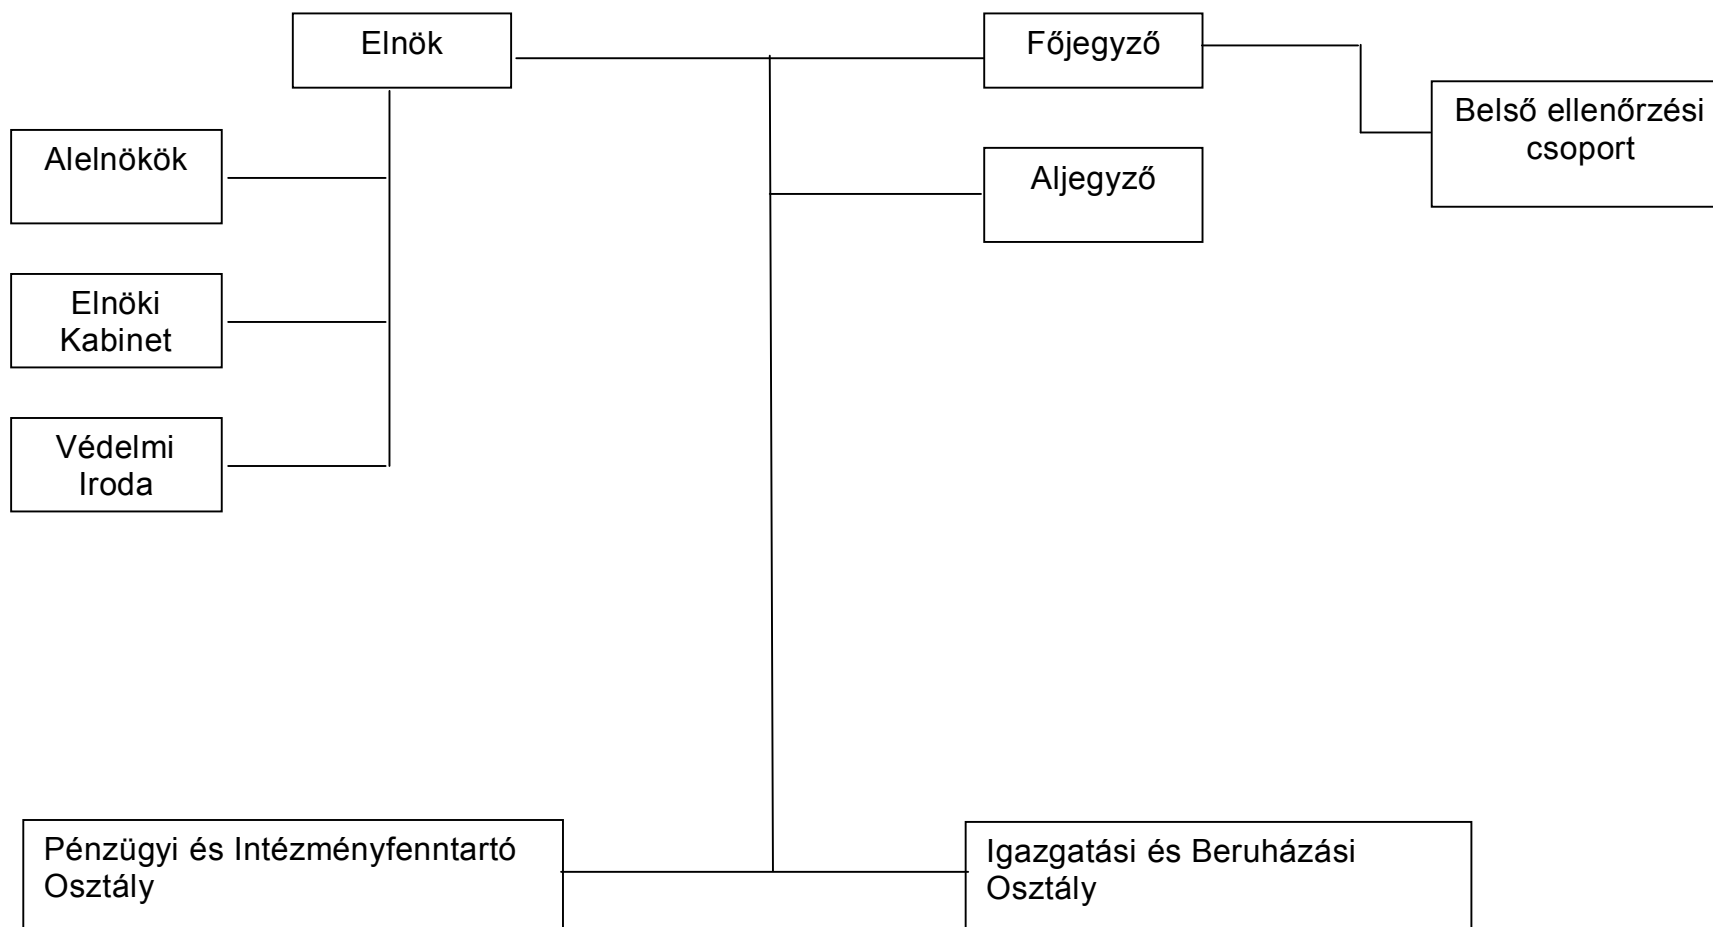 Elnök
Főjegyző
Belső ellenőrzési
csoport
Alelnökök
Aljegyző
Elnöki
Kabinet
Védelmi
Iroda
Pénzügyi és Intézményfenntartó
Osztály
Igazgatási és Beruházási
Osztály